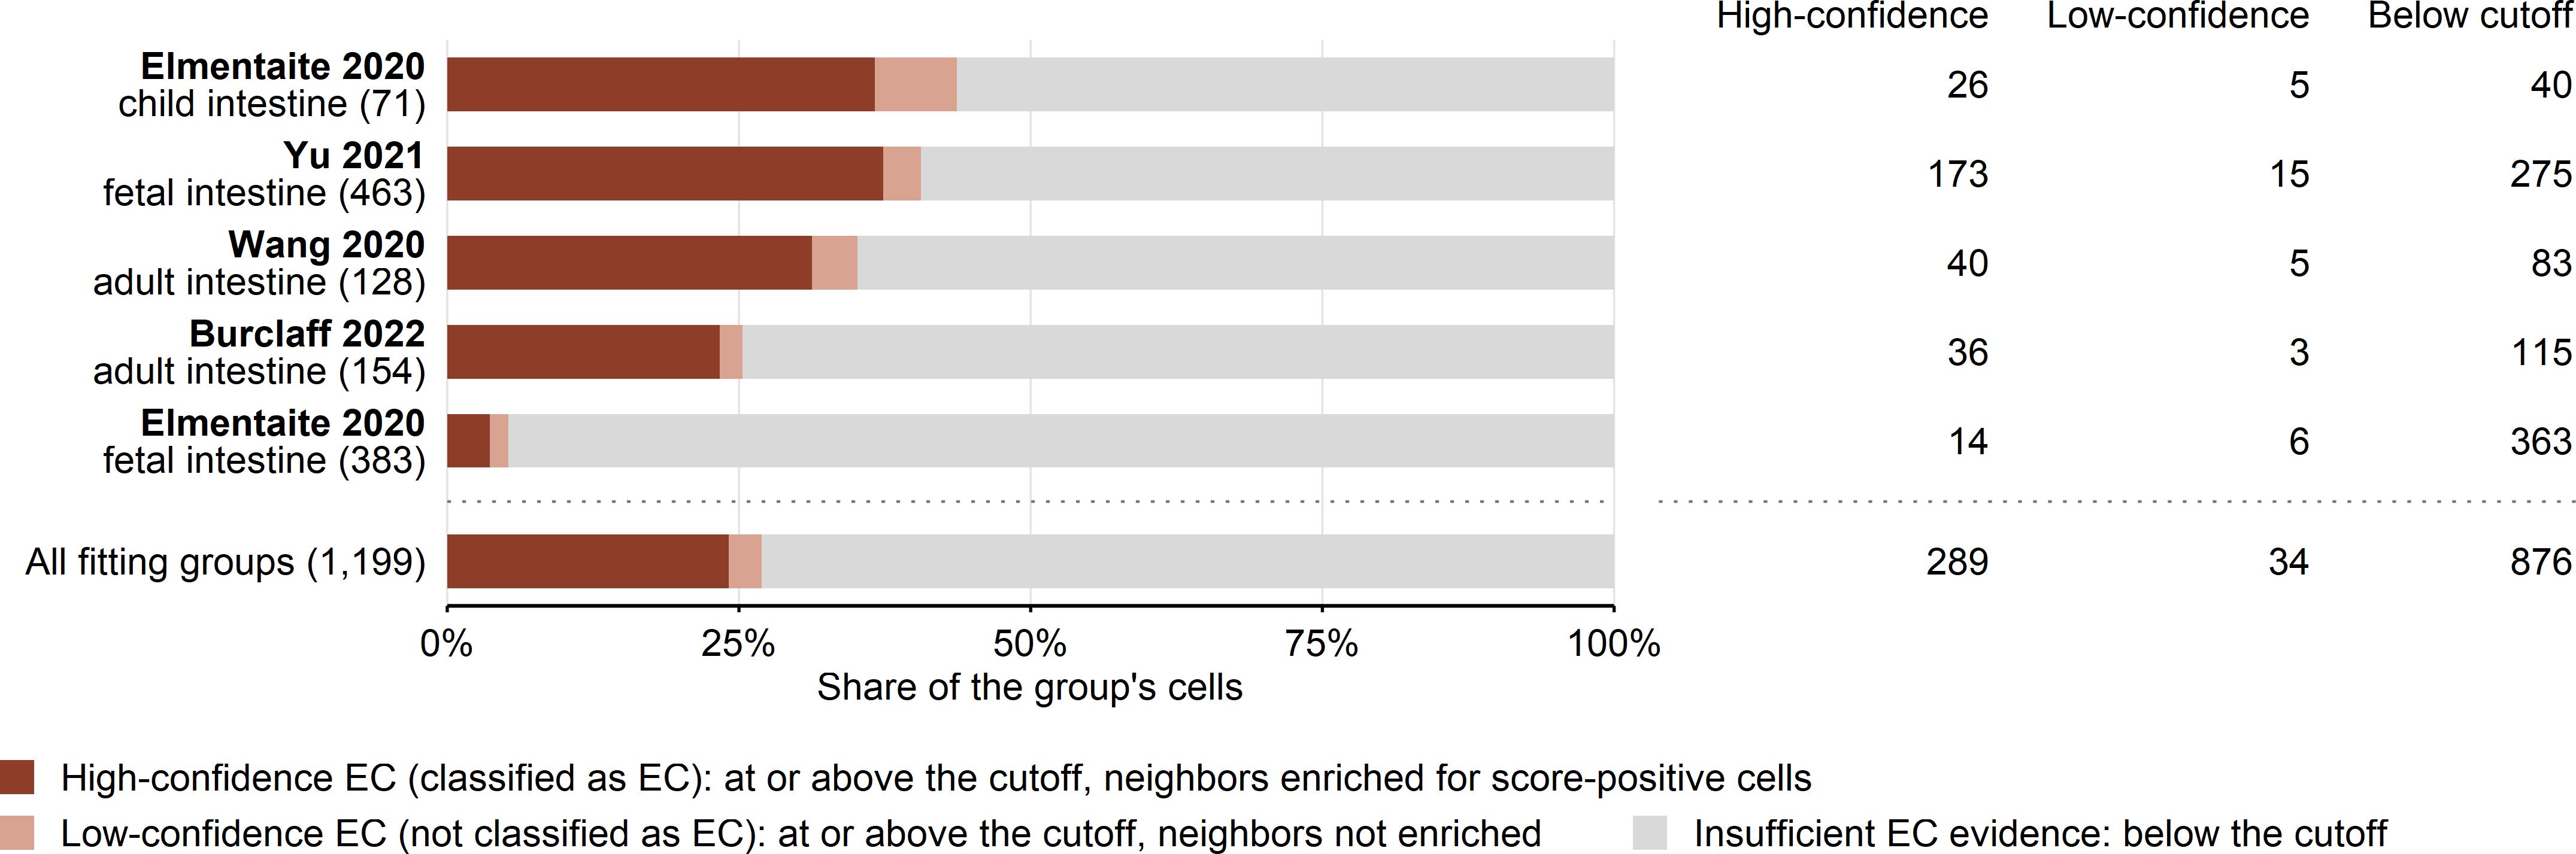 High-confidence Low-confidence Below cutoff
Elmentaite 2020
child intestine (71)
26 5 40
Yu 2021
fetal intestine (463)
173 15 275
Wang 2020
adult intestine (128)
40 5 83
Burclaff 2022
adult intestine (154)
36 3 115
Elmentaite 2020
fetal intestine (383)
14 6 363
All fitting groups (1,199)
289 34 876
0% 25% 50% 75% 100%
Share of the group's cells
High-confidence EC (classified as EC): at or above the cutoff, neighbors enriched for score-positive cells
Low-confidence EC (not classified as EC): at or above the cutoff, neighbors not enriched
Insufficient EC evidence: below the cutoff